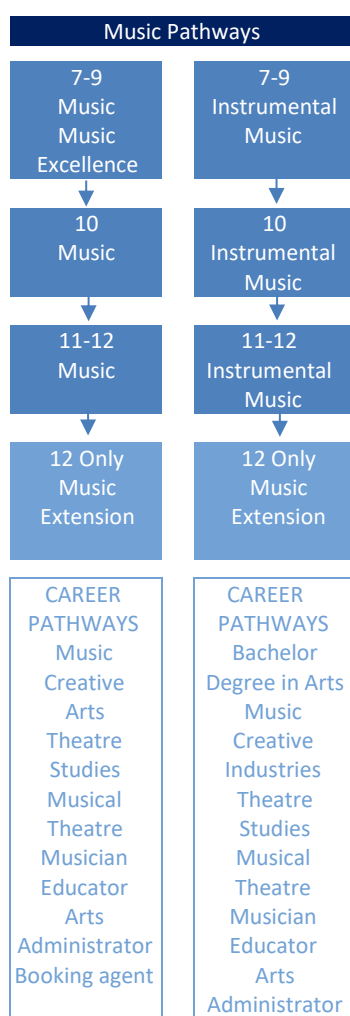 Music Pathways
7-9
Music
Music
Excellence
10
Music
11-12
Music
12 Only
Music
Extension
CAREER
PATHWAYS
Music
Creative
Arts
Theatre
Studies
Musical
Theatre
Musician
Educator
Arts
Administrator
Booking agent
7-9
Instrumental
Music
10
Instrumental
Music
11-12
Instrumental
Music
12 Only
Music
Extension
CAREER
PATHWAYS
Bachelor
Degree in Arts
Music
Creative
Industries
Theatre
Studies
Musical
Theatre
Musician
Educator
Arts
Administrator